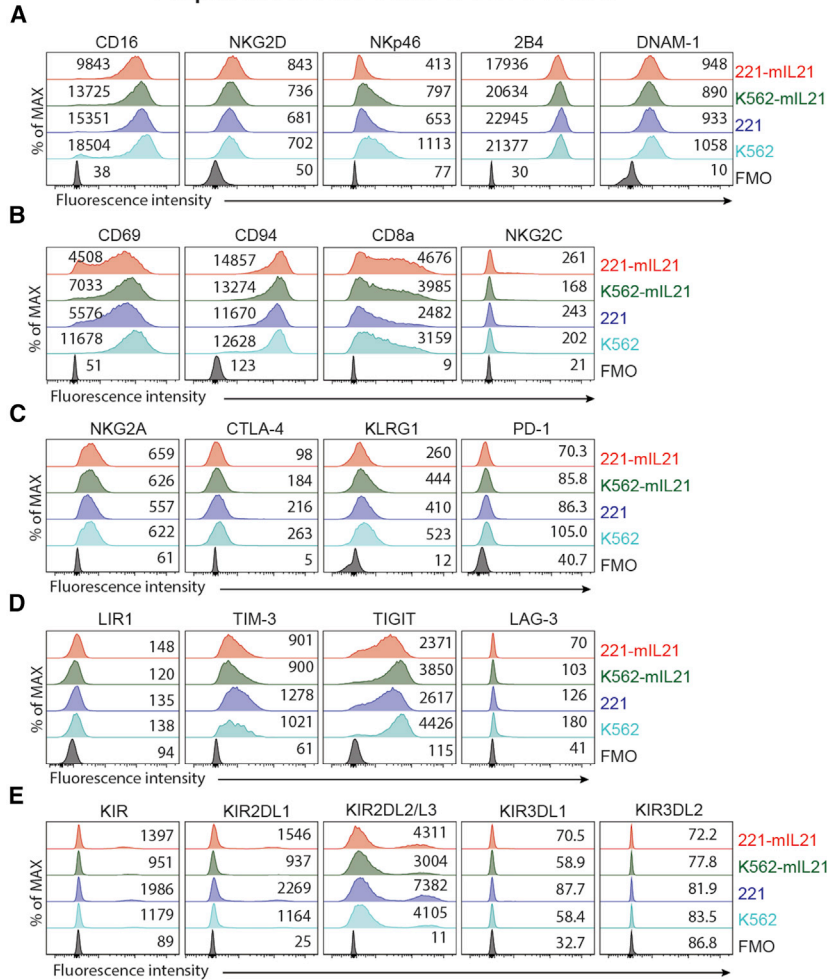 A
CD16 NKG2D NKp46 2B4 DNAM-1
9843 843 413 17936 948 221-mIL21
13725 736 797 20634 890 K562-mIL21
15351 681 653 22945 933 221
18504 702 1113 21377 1058 K562
38 50 77 30 10 FMO
% of MAX
Fluorescence intensity
B
CD69 CD94 CD8a NKG2C
4508 14857 4676 261 221-mIL21
7033 13274 3985 168 K562-mIL21
5576 11670 2482 243 221
11678 12628 3159 202 K562
51 123 9 21 FMO
% of MAX
Fluorescence intensity
C
NKG2A CTLA-4 KLRG1 PD-1
659 98 260 70.3 221-mIL21
626 184 444 85.8 K562-mIL21
557 216 410 86.3 221
622 263 523 105.0 K562
61 5 12 40.7 FMO
% of MAX
Fluorescence intensity
D
LIR1 TIM-3 TIGIT LAG-3
148 901 2371 70 221-mIL21
120 900 3850 103 K562-mIL21
135 1278 2617 126 221
138 1021 4426 180 K562
94 61 115 41 FMO
% of MAX
Fluorescence intensity
E
KIR KIR2DL1 KIR2DL2/L3 KIR3DL1 KIR3DL2
1397 1546 4311 70.5 72.2 221-mIL21
951 937 3004 58.9 77.8 K562-mIL21
1986 2269 7382 87.7 81.9 221
1179 1164 4105 58.4 83.5 K562
89 25 11 32.7 86.8 FMO
% of MAX
Fluorescence intensity